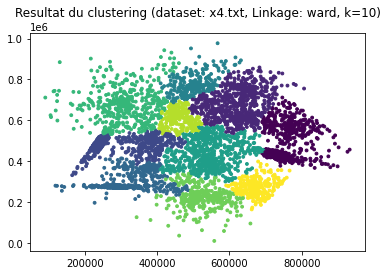 Resultat du clustering (dataset: x4.txt, Linkage: ward, k=10)
1e6
1.0
0.8
0.6
0.4
0.2
0.0
200000 400000 600000 800000